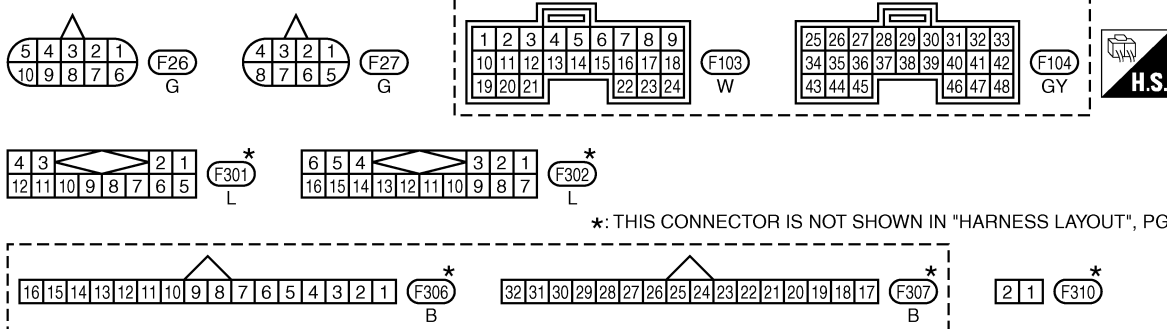 5 4 3 2 1
10 9 8 7 6
F26
G
4 3 2 1
8 7 6 5
F27
G
1 2 3 4 5 6 7 8 9
10 11 12 13 14 15 16 17 18
19 20 21 22 23 24
F103
W
25 26 27 28 29 30 31 32 33
34 35 36 37 38 39 40 41 42
43 44 45 46 47 48
F104
GY
H.S.
4 3 2 1
12 11 10 9 8 7 6 5
F301 *
L
6 5 4 3 2 1
16 15 14 13 12 11 10 9 8 7
F302 *
L
*: THIS CONNECTOR IS NOT SHOWN IN "HARNESS LAYOUT", PG
16 15 14 13 12 11 10 9 8 7 6 5 4 3 2 1
F306 *
B
32 31 30 29 28 27 26 25 24 23 22 21 20 19 18 17
F307 *
B
2 1
F310 *